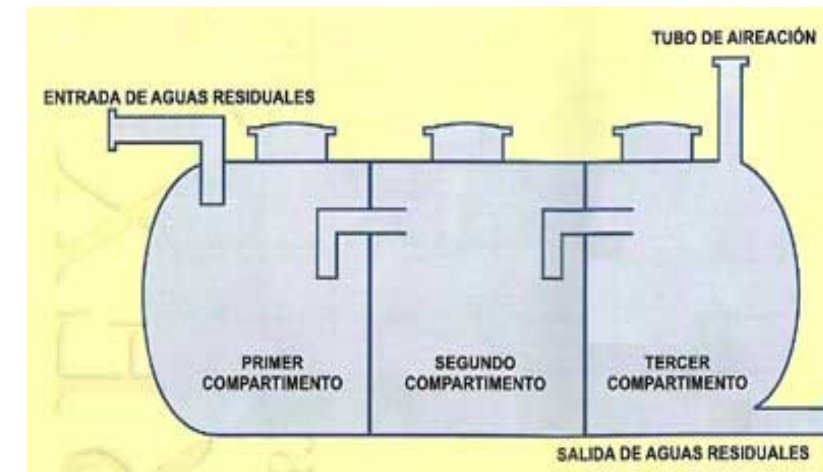 TUBO DE AIREACIÓN
ENTRADA DE AGUAS RESIDUALES
PRIMER
COMPARTIMENTO
SEGUNDO
COMPARTIMENTO
TERCER
COMPARTIMENTO
SALIDA DE AGUAS RESIDUALES